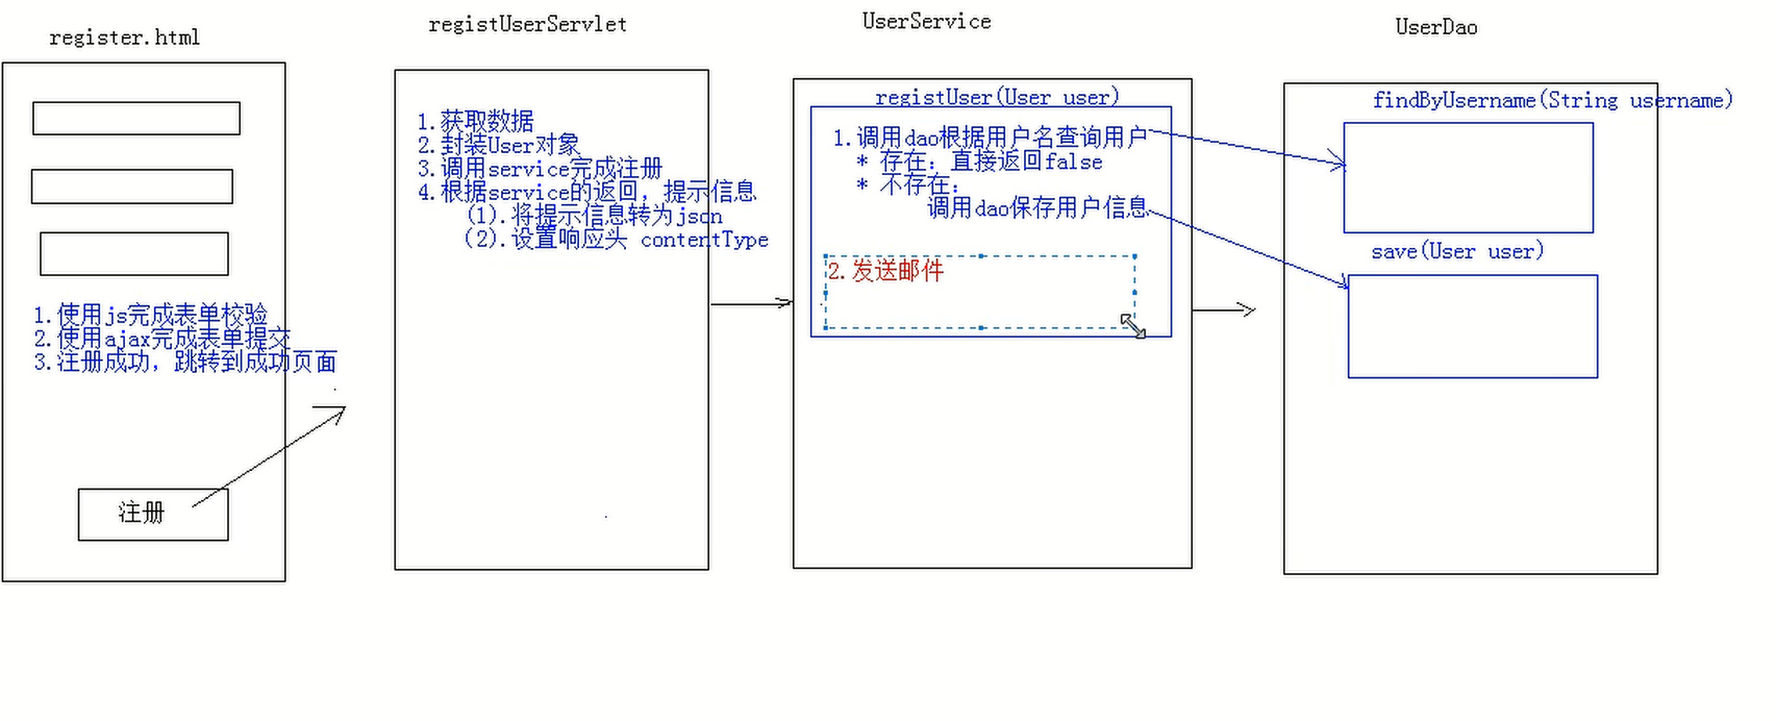 register.html
1.使用js完成表单校验
2.使用ajax完成表单提交
3.注册成功，跳转到成功页面
注册
registUserServlet
1.获取数据
2.封装User对象
3.调用service完成注册
4.根据service的返回，提示信息
(1).将提示信息转为json
(2).设置响应头 contentType
UserService
registUser(User user)
1.调用dao根据用户名查询用户
* 存在：直接返回false
* 不存在：
调用dao保存用户信息
2.发送邮件
UserDao
findByUsername(String username)
save(User user)